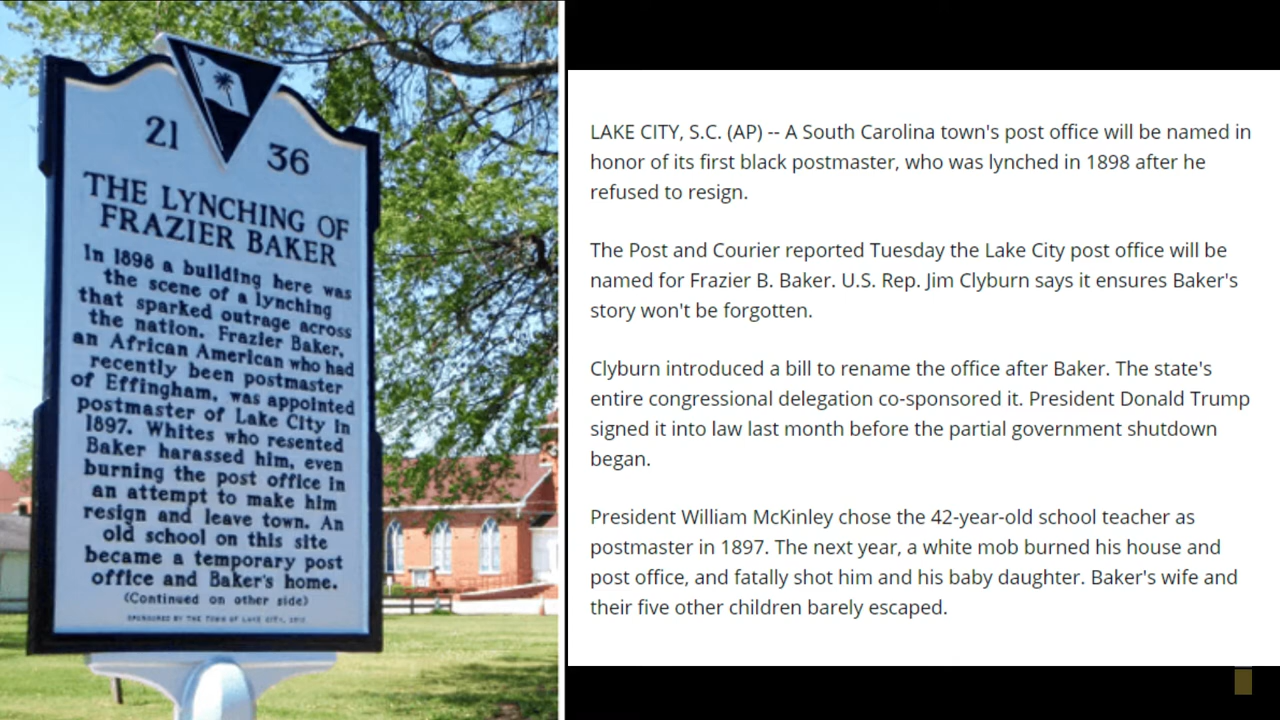 21
36
THE LYNCHING OF
FRAZIER BAKER
In 1898 a building here was
the scene of a lynching
that sparked outrage across
the nation. Frazier Baker,
an African American who had
recently been postmaster
of Effingham, was appointed
postmaster of Lake City in
1897. Whites who resented
Baker harassed him, even
burning the post office in
an attempt to make him
resign and leave town. An
old school on this site
became a temporary post
office and Baker's home.
(Continued on other side)
SPONSORED BY THE TOWN OF LAKE CITY,
LAKE CITY, S.C. (AP) -- A South Carolina town's post office will be named in
honor of its first black postmaster, who was lynched in 1898 after he
refused to resign.
The Post and Courier reported Tuesday the Lake City post office will be
named for Frazier B. Baker. U.S. Rep. Jim Clyburn says it ensures Baker's
story won't be forgotten.
Clyburn introduced a bill to rename the office after Baker. The state's
entire congressional delegation co-sponsored it. President Donald Trump
signed it into law last month before the partial government shutdown
began.
President William McKinley chose the 42-year-old school teacher as
postmaster in 1897. The next year, a white mob burned his house and
post office, and fatally shot him and his baby daughter. Baker's wife and
their five other children barely escaped.